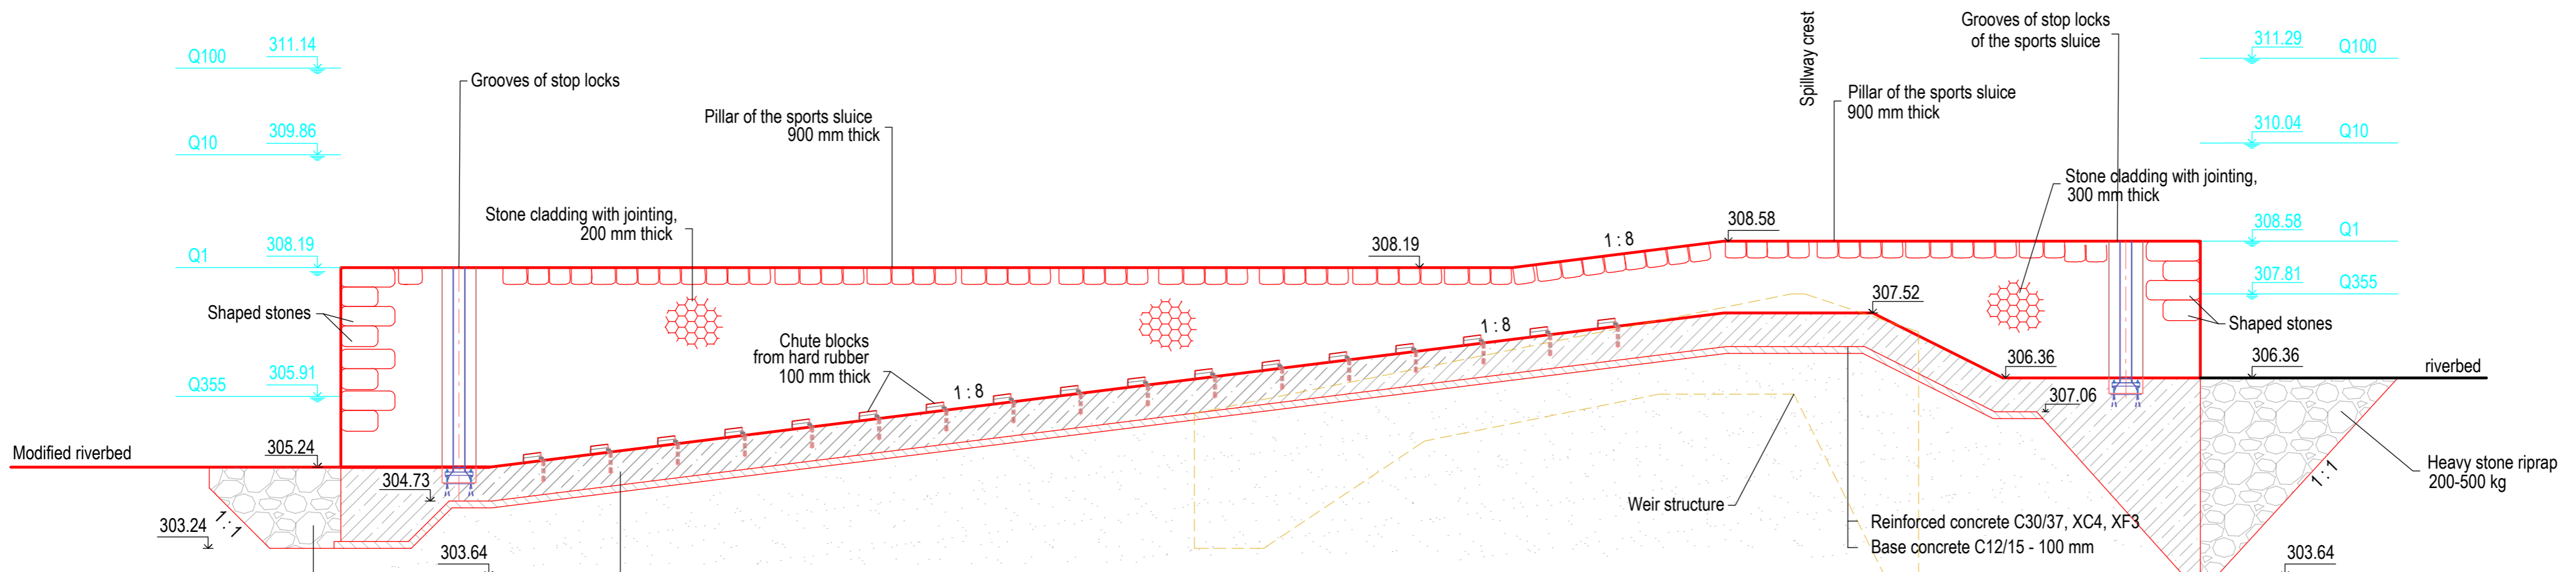 Spillway crest
Grooves of stop locks
of the sports sluice
311.14
Q100
311.29
Q100
Grooves of stop locks
Pillar of the sports sluice
900 mm thick
Pillar of the sports sluice
900 mm thick
309.86
Q10
310.04
Q10
Stone cladding with jointing,
300 mm thick
Stone cladding with jointing,
200 mm thick
308.19
Q1
308.19
1 : 8
308.58
308.58
Q1
307.81
Q355
Shaped stones
307.52
1 : 8
Shaped stones
Chute blocks
from hard rubber
100 mm thick
1 : 8
305.91
Q355
306.36
306.36
riverbed
307.06
Modified riverbed
305.24
304.73
303.24
1 : 1
303.64
Weir structure
Reinforced concrete C30/37, XC4, XF3
Base concrete C12/15 - 100 mm
1 : 1
Heavy stone riprap
200-500 kg
303.64